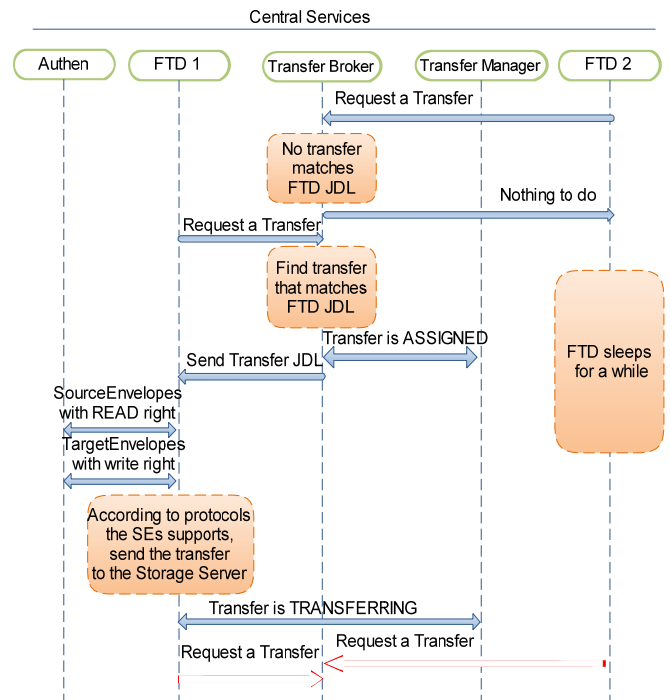 Central Services
Authen
FTD 1
Transfer Broker
Transfer Manager
FTD 2
Request a Transfer
No transfer
matches
FTD JDL
Nothing to do
Request a Transfer
Find transfer
that matches
FTD JDL
FTD sleeps
for a while
Transfer is ASSIGNED
Send Transfer JDL
SourceEnvelopes
with READ right
TargetEnvelopes
with write right
According to protocols
the SEs supports,
send the transfer
to the Storage Server
Transfer is TRANSFERRING
Request a Transfer
Request a Transfer